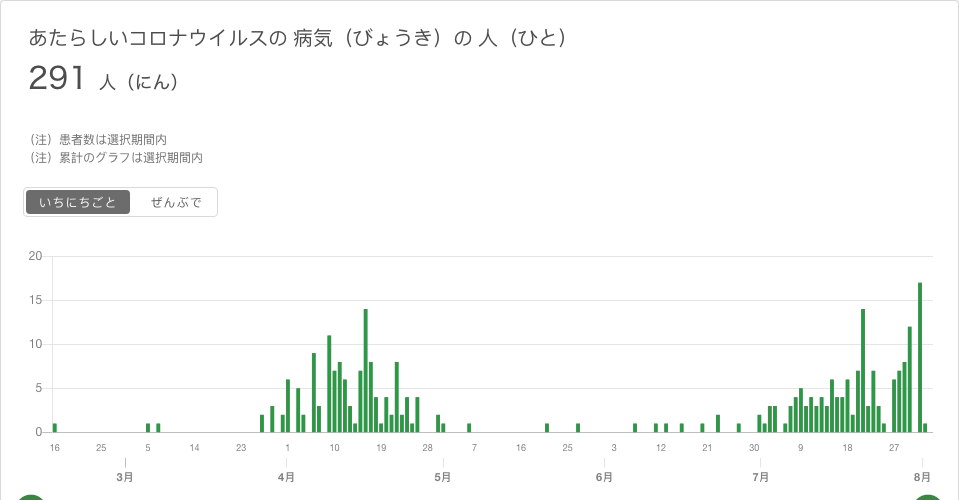 あたらしいコロナウイルスの 病気（びょうき）の 人（ひと）
291 人（にん）
（注）患者数は選択期間内
（注）累計のグラフは選択期間内
いちにちごと ぜんぶで
20
15
10
5
0
16 25 5 14 23 1 10 19 28 7 16 25 3 12 21 30 9 18 27
3月 4月 5月 6月 7月 8月